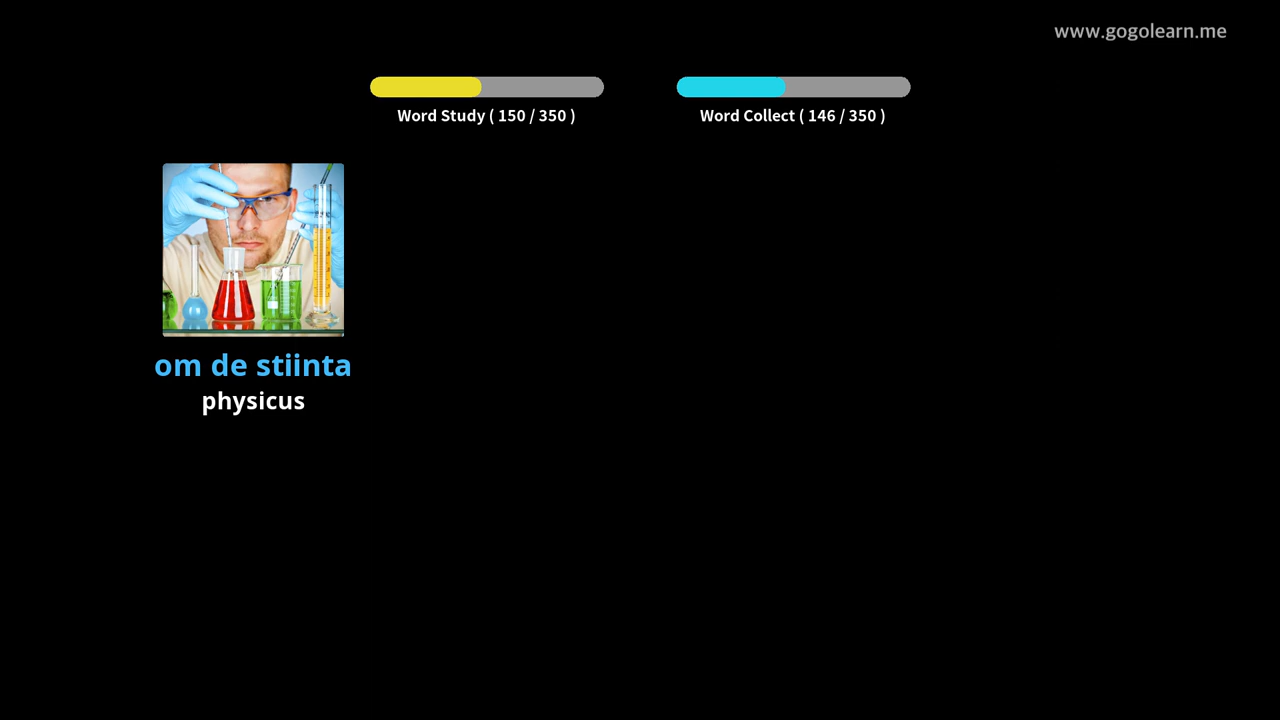 www.gogolearn.me
Word Study ( 150 / 350 )
Word Collect ( 146 / 350 )
om de stiinta
physicus